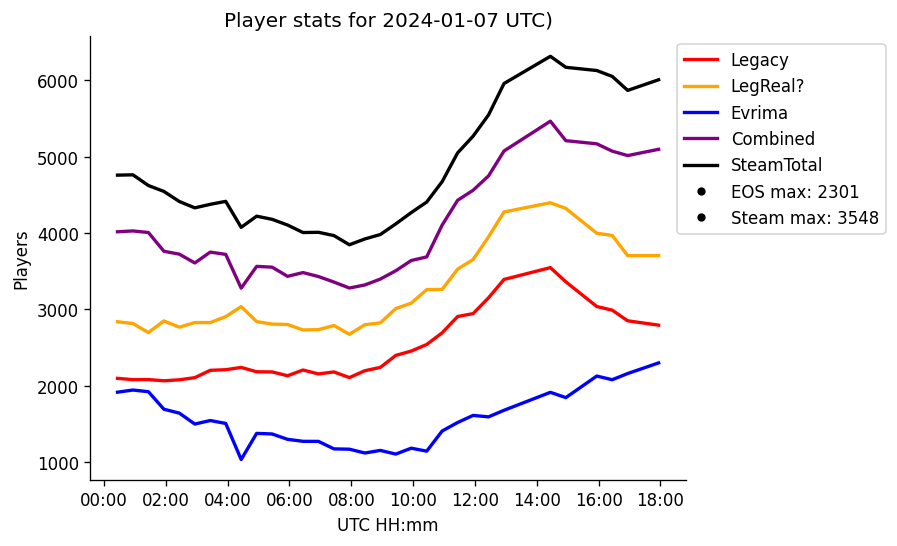 Player stats for 2024-01-07 UTC)
Legacy
LegReal?
Evrima
Combined
SteamTotal
EOS max: 2301
Steam max: 3548
Players
6000
5000
4000
3000
2000
1000
00:00 02:00 04:00 06:00 08:00 10:00 12:00 14:00 16:00 18:00
UTC HH:mm